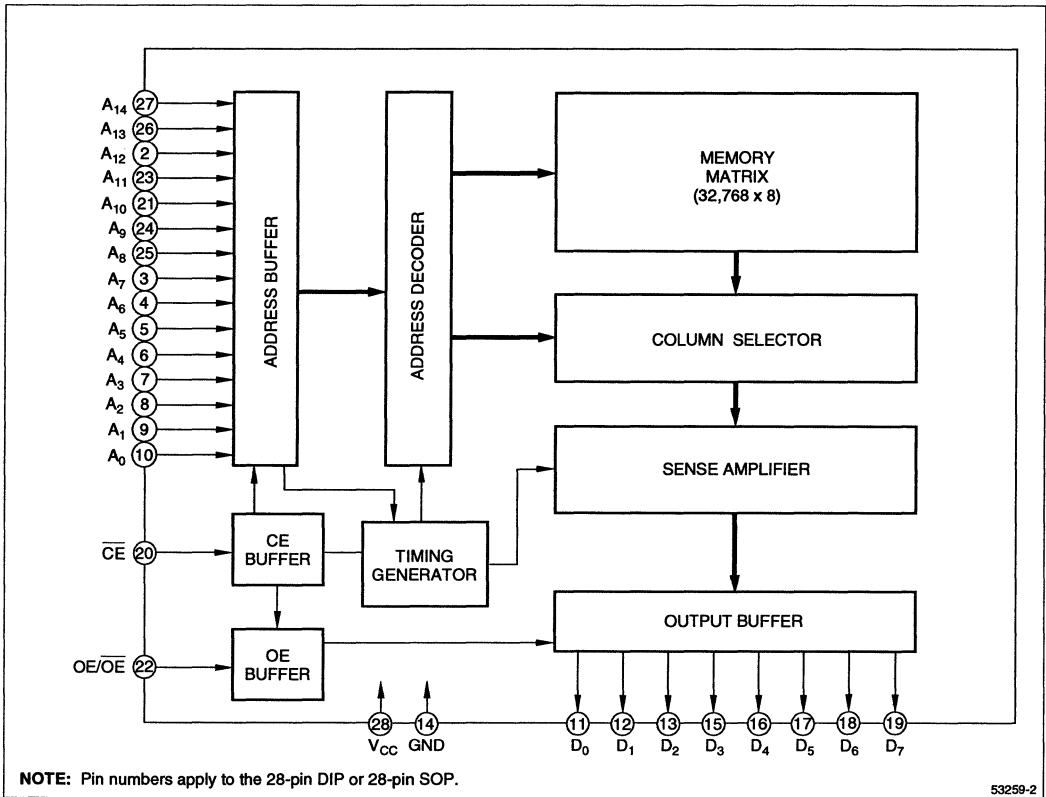 A14 27
A13 26
A12 2
A11 23
A10 21
A9 24
A8 25
A7 3
A6 4
A5 5
A4 6
A3 7
A2 8
A1 9
A0 10
ADDRESS BUFFER
ADDRESS DECODER
MEMORY
MATRIX
(32,768 x 8)
COLUMN SELECTOR
SENSE AMPLIFIER
C̅E̅ 20
CE
BUFFER
TIMING
GENERATOR
OUTPUT BUFFER
OE/O̅E̅ 22
OE
BUFFER
28 14 11 12 13 15 16 17 18 19
VCC GND D0 D1 D2 D3 D4 D5 D6 D7
NOTE: Pin numbers apply to the 28-pin DIP or 28-pin SOP.
53259-2